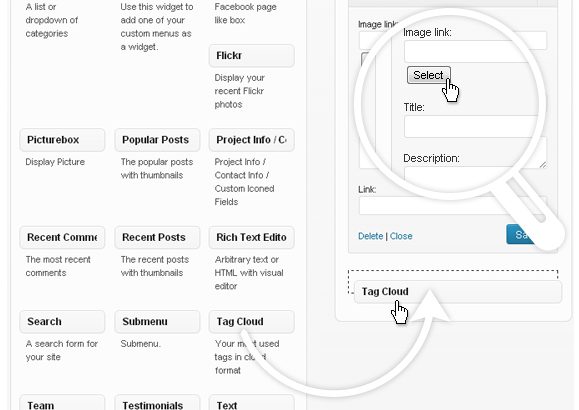 A list or
dropdown of
categories
Use this widget to
add one of your
custom menus as
a widget.
Facebook page
like box
Flickr
Display your
recent Flickr
photos
Picturebox
Display Picture
Popular Posts
The popular posts
with thumbnails
Project Info / Co
Project Info /
Contact Info /
Custom Iconed
Fields
Recent Comme
The most recent
comments
Recent Posts
The recent posts
with thumbnails
Rich Text Edito
Arbitrary text or
HTML with visual
editor
Search
A search form for
your site
Submenu
Submenu.
Tag Cloud
Your most used
tags in cloud
format
Team
Testimonials
Text
Image link:
Image link:
Select
Title:
Description:
Link:
Delete | Close
Tag Cloud